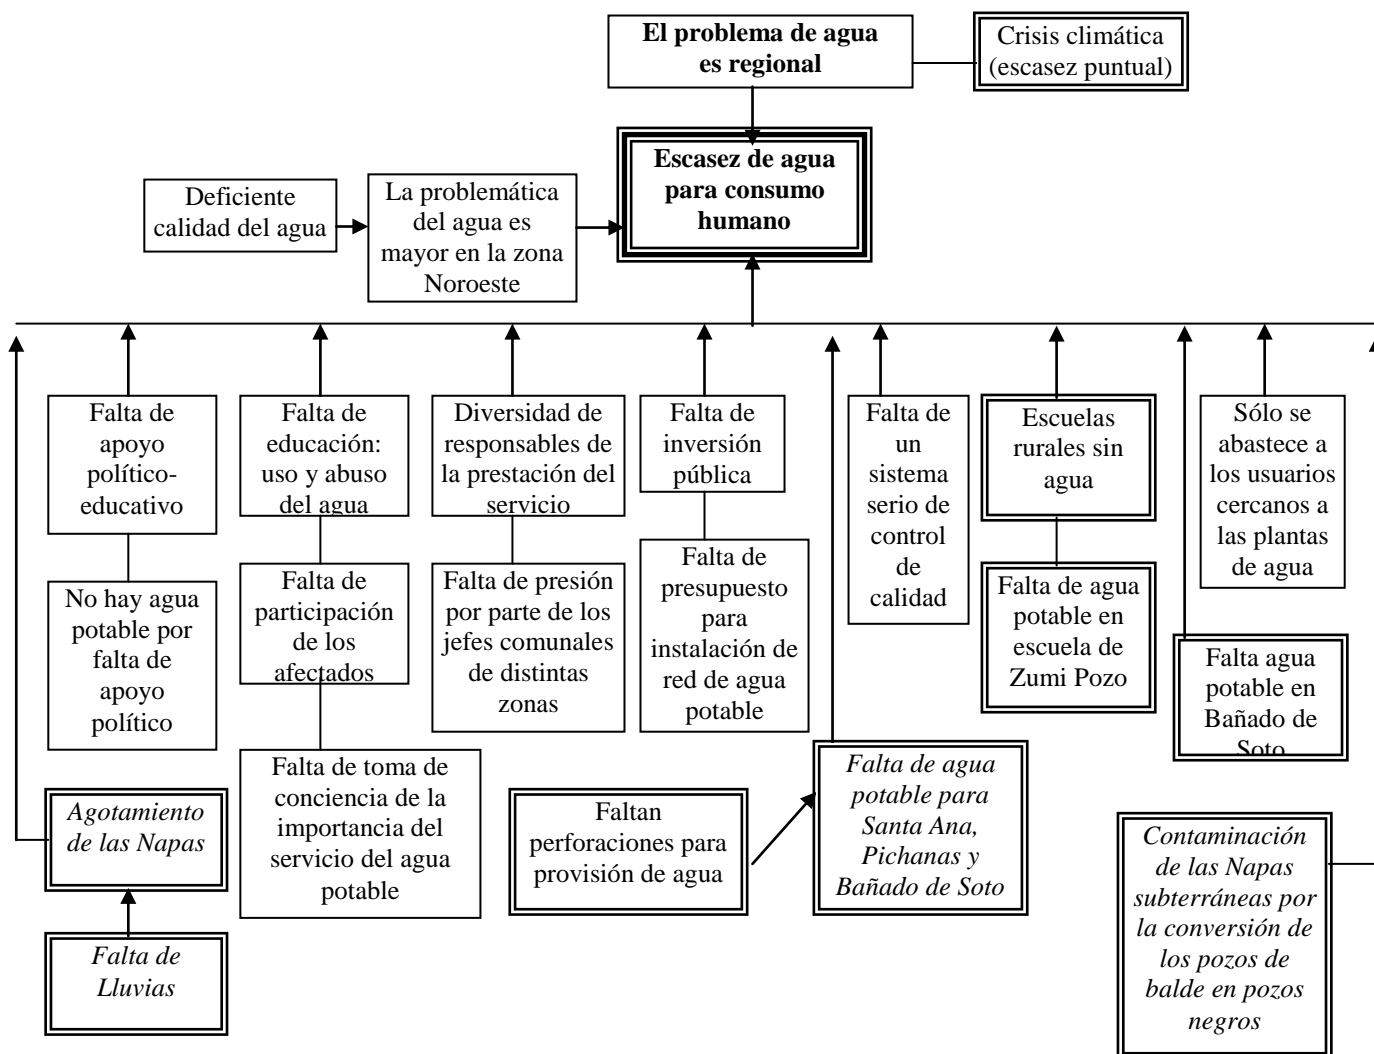 El problema de agua
es regional
Crisis climática
(escasez puntual)
Escasez de agua
para consumo
humano
Deficiente
calidad del agua
La problemática
del agua es
mayor en la zona
Noroeste
Falta de
apoyo
político-
educativo
Falta de
educación:
uso y abuso
del agua
Diversidad de
responsables de
la prestación del
servicio
Falta de
inversión
pública
Falta de
un
sistema
serio de
control
de
calidad
Escuelas
rurales sin
agua
Sólo se
abastece a
los usuarios
cercanos a
las plantas
de agua
No hay agua
potable por
falta de
apoyo
político
Falta de
participación
de los
afectados
Falta de presión
por parte de los
jefes comunales
de distintas
zonas
Falta de
presupuesto
para
instalación de
red de agua
potable
Falta de agua
potable en
escuela de
Zumi Pozo
Falta agua
potable en
Bañado de
Soto
Agotamiento
de las Napas
Falta de toma de
conciencia de la
importancia del
servicio del agua
potable
Faltan
perforaciones para
provisión de agua
Falta de agua
potable para
Santa Ana,
Pichanas y
Bañado de Soto
Contaminación
de las Napas
subterráneas por
la conversión de
los pozos de
balde en pozos
negros
Falta de
Lluvias